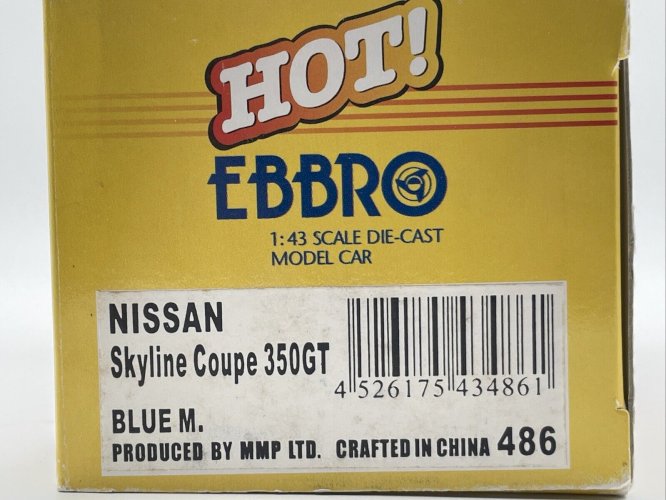 HOT!
EBBRO
1:43 SCALE DIE-CAST
MODEL CAR
NISSAN
Skyline Coupe 350GT
4 526175 434861
BLUE M.
PRODUCED BY MMP LTD. CRAFTED IN CHINA 486